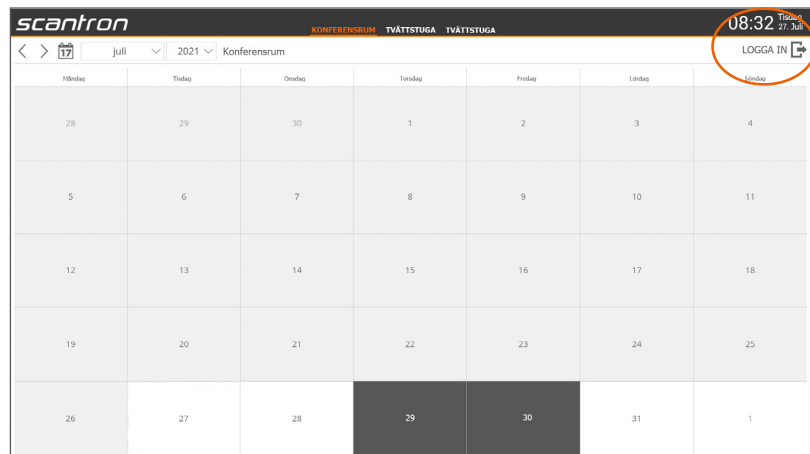 scantron KONFERENSRUM TVÄTTSTUGA TVÄTTSTUGA 08:32 Tisdag 27. Juli
17 juli 2021 Konferensrum LOGGA IN
Måndag Tisdag Onsdag Torsdag Fredag Lördag Söndag
28 29 30 1 2 3 4
5 6 7 8 9 10 11
12 13 14 15 16 17 18
19 20 21 22 23 24 25
26 27 28 29 30 31 1